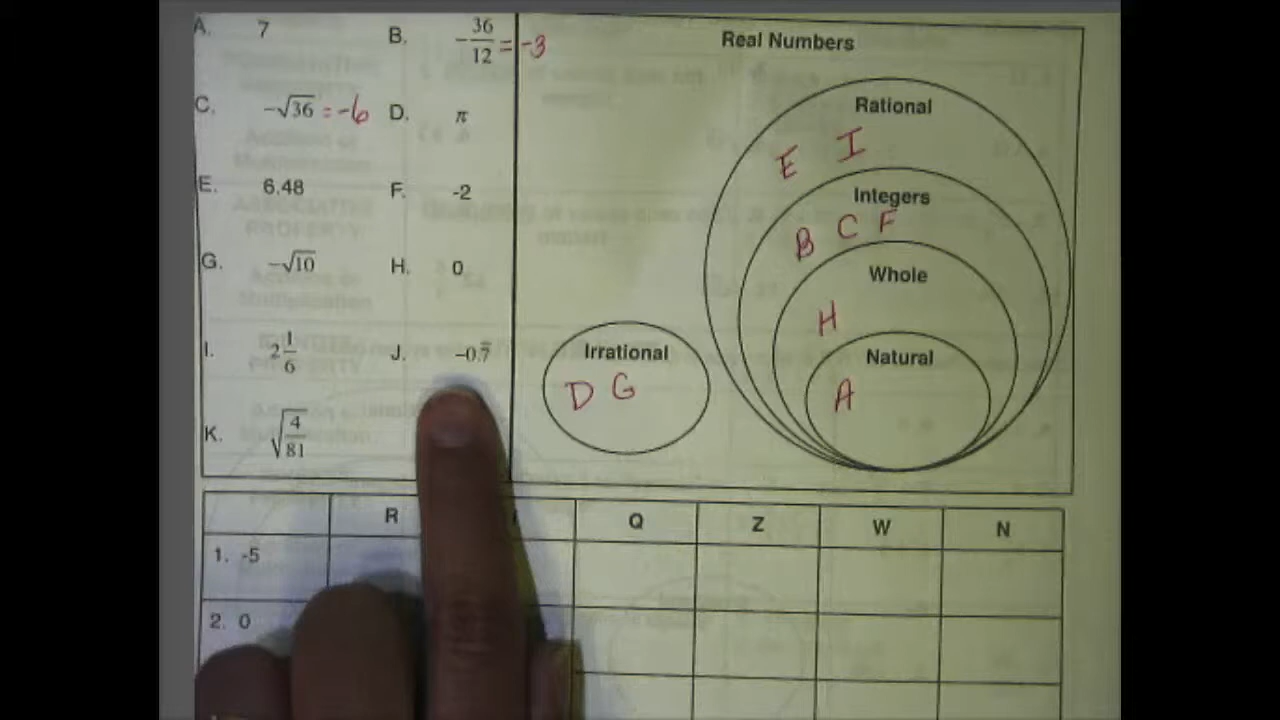 A. 7 B. -36/12 = -3
C. -√36 = -6 D. π
E. 6.48 F. -2
G. -√10 H. 0
I. 2 1/6 J. -0.7̅
K. √(4/81)
Real Numbers
Rational
E I
Integers
B C F
Whole
H
Natural
A
Irrational
D G
R Q Z W N
1. -5
2. 0